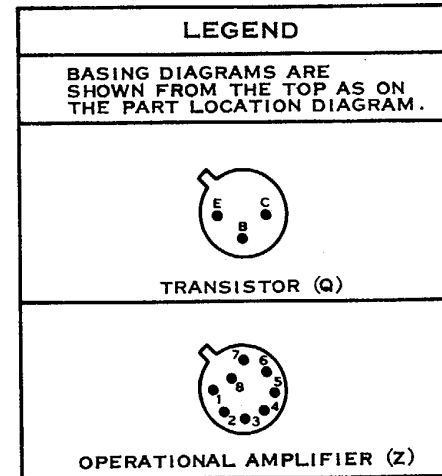 LEGEND
BASING DIAGRAMS ARE
SHOWN FROM THE TOP AS ON
THE PART LOCATION DIAGRAM.
E C
B
TRANSISTOR (Q)
7 6
8 5
1 4
2 3
OPERATIONAL AMPLIFIER (Z)